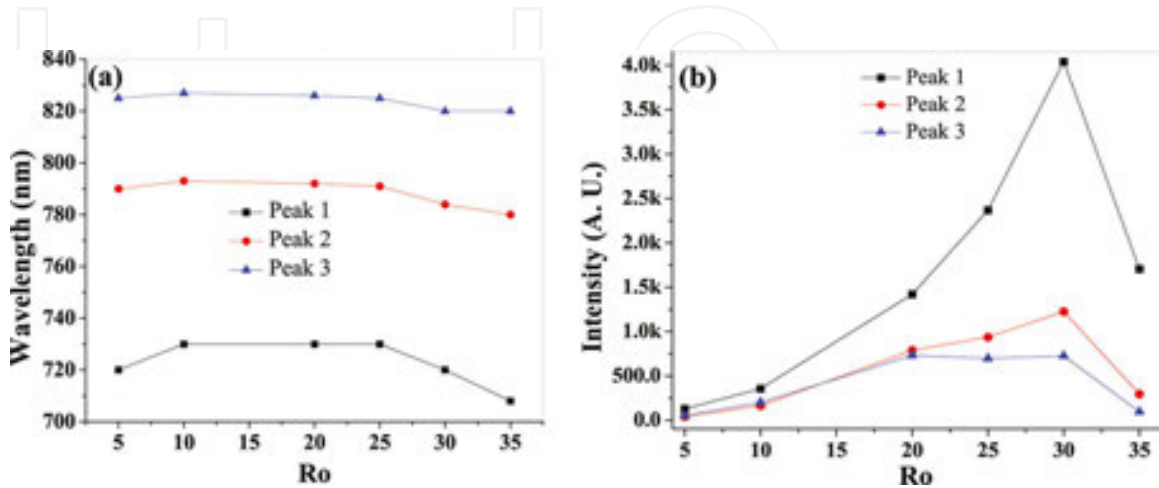 (a)
840
820
800
780
760
740
720
700
Wavelength (nm)
Peak 1
Peak 2
Peak 3
5 10 15 20 25 30 35
Ro
(b)
4.0k
3.5k
3.0k
2.5k
2.0k
1.5k
1.0k
500.0
0.0
Intensity (A. U.)
Peak 1
Peak 2
Peak 3
5 10 15 20 25 30 35
Ro